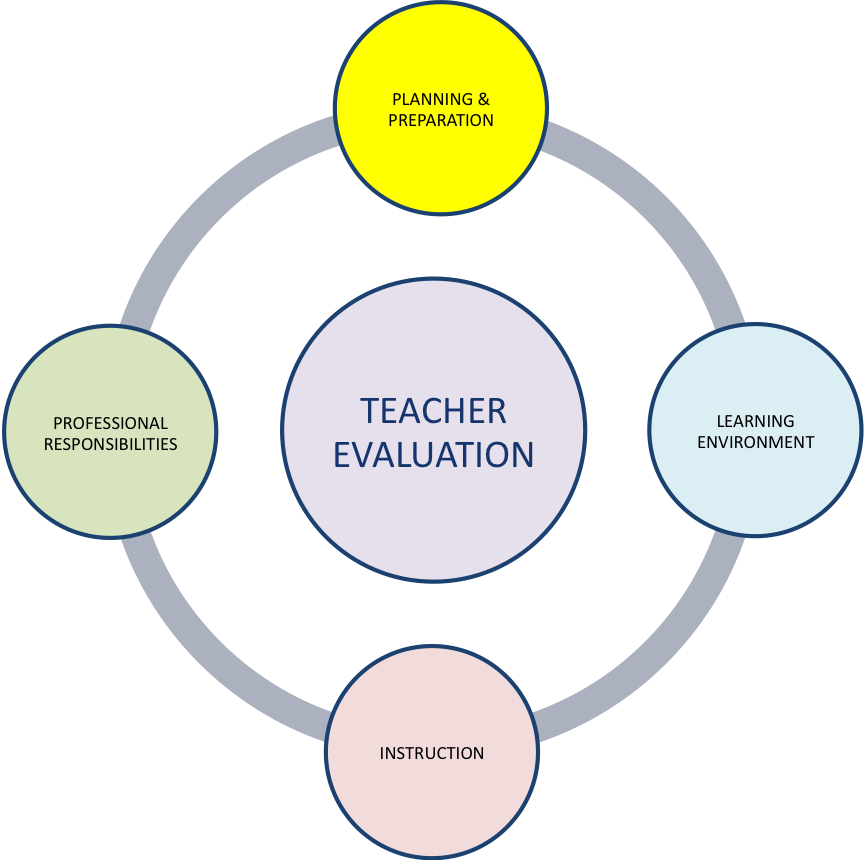 PLANNING &
PREPARATION
TEACHER
EVALUATION
PROFESSIONAL
RESPONSIBILITIES
LEARNING
ENVIRONMENT
INSTRUCTION